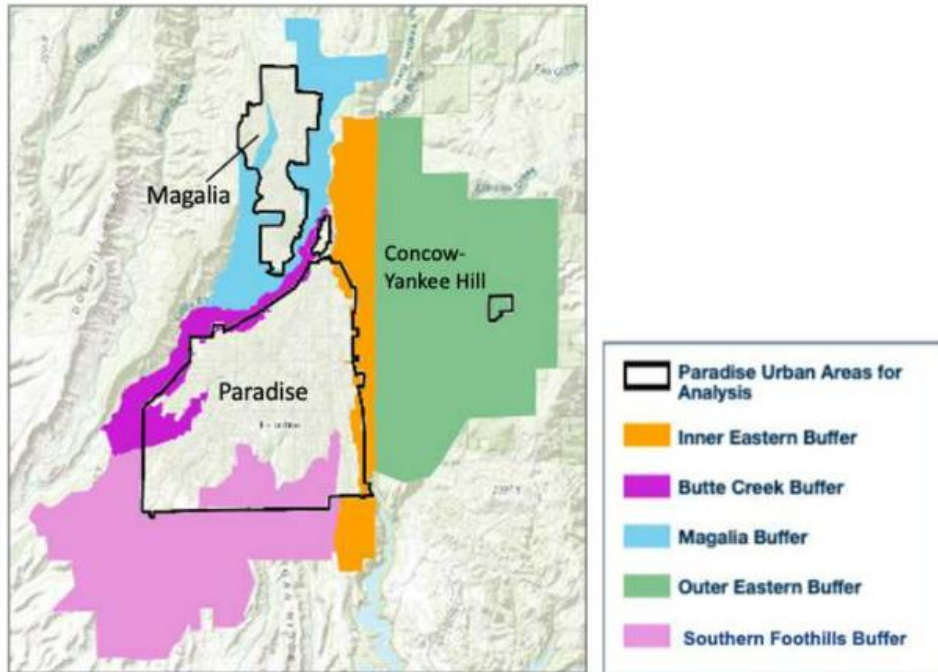 Magalia
Concow-
Yankee Hill
Paradise
Paradise Urban Areas for
Analysis
Inner Eastern Buffer
Butte Creek Buffer
Magalia Buffer
Outer Eastern Buffer
Southern Foothills Buffer